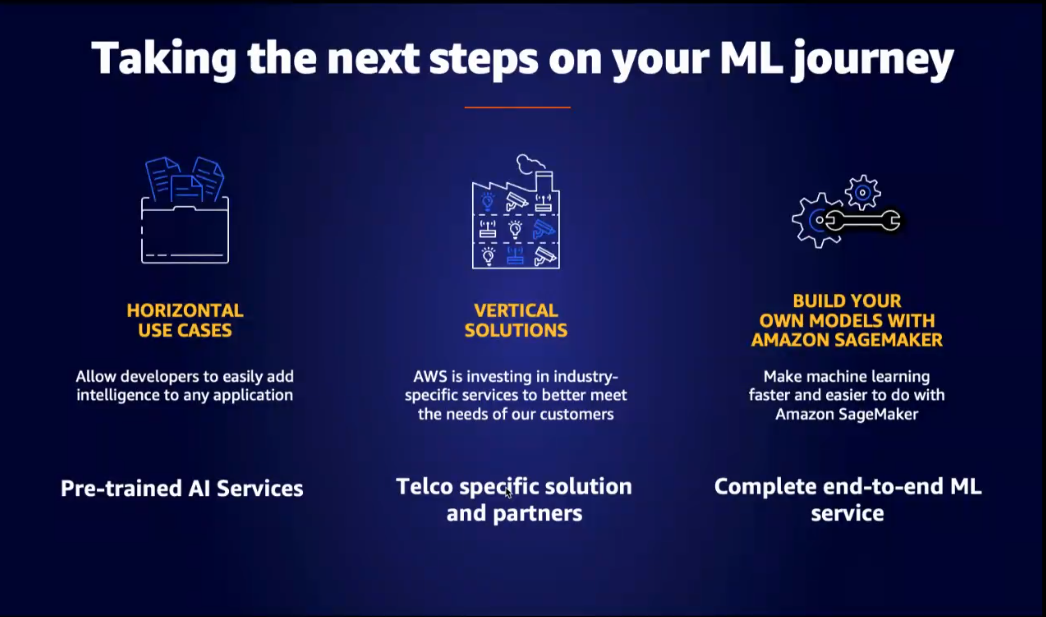 Taking the next steps on your ML journey
HORIZONTAL
USE CASES
Allow developers to easily add
intelligence to any application
Pre-trained AI Services
VERTICAL
SOLUTIONS
AWS is investing in industry-
specific services to better meet
the needs of our customers
Telco specific solution
and partners
BUILD YOUR
OWN MODELS WITH
AMAZON SAGEMAKER
Make machine learning
faster and easier to do with
Amazon SageMaker
Complete end-to-end ML
service